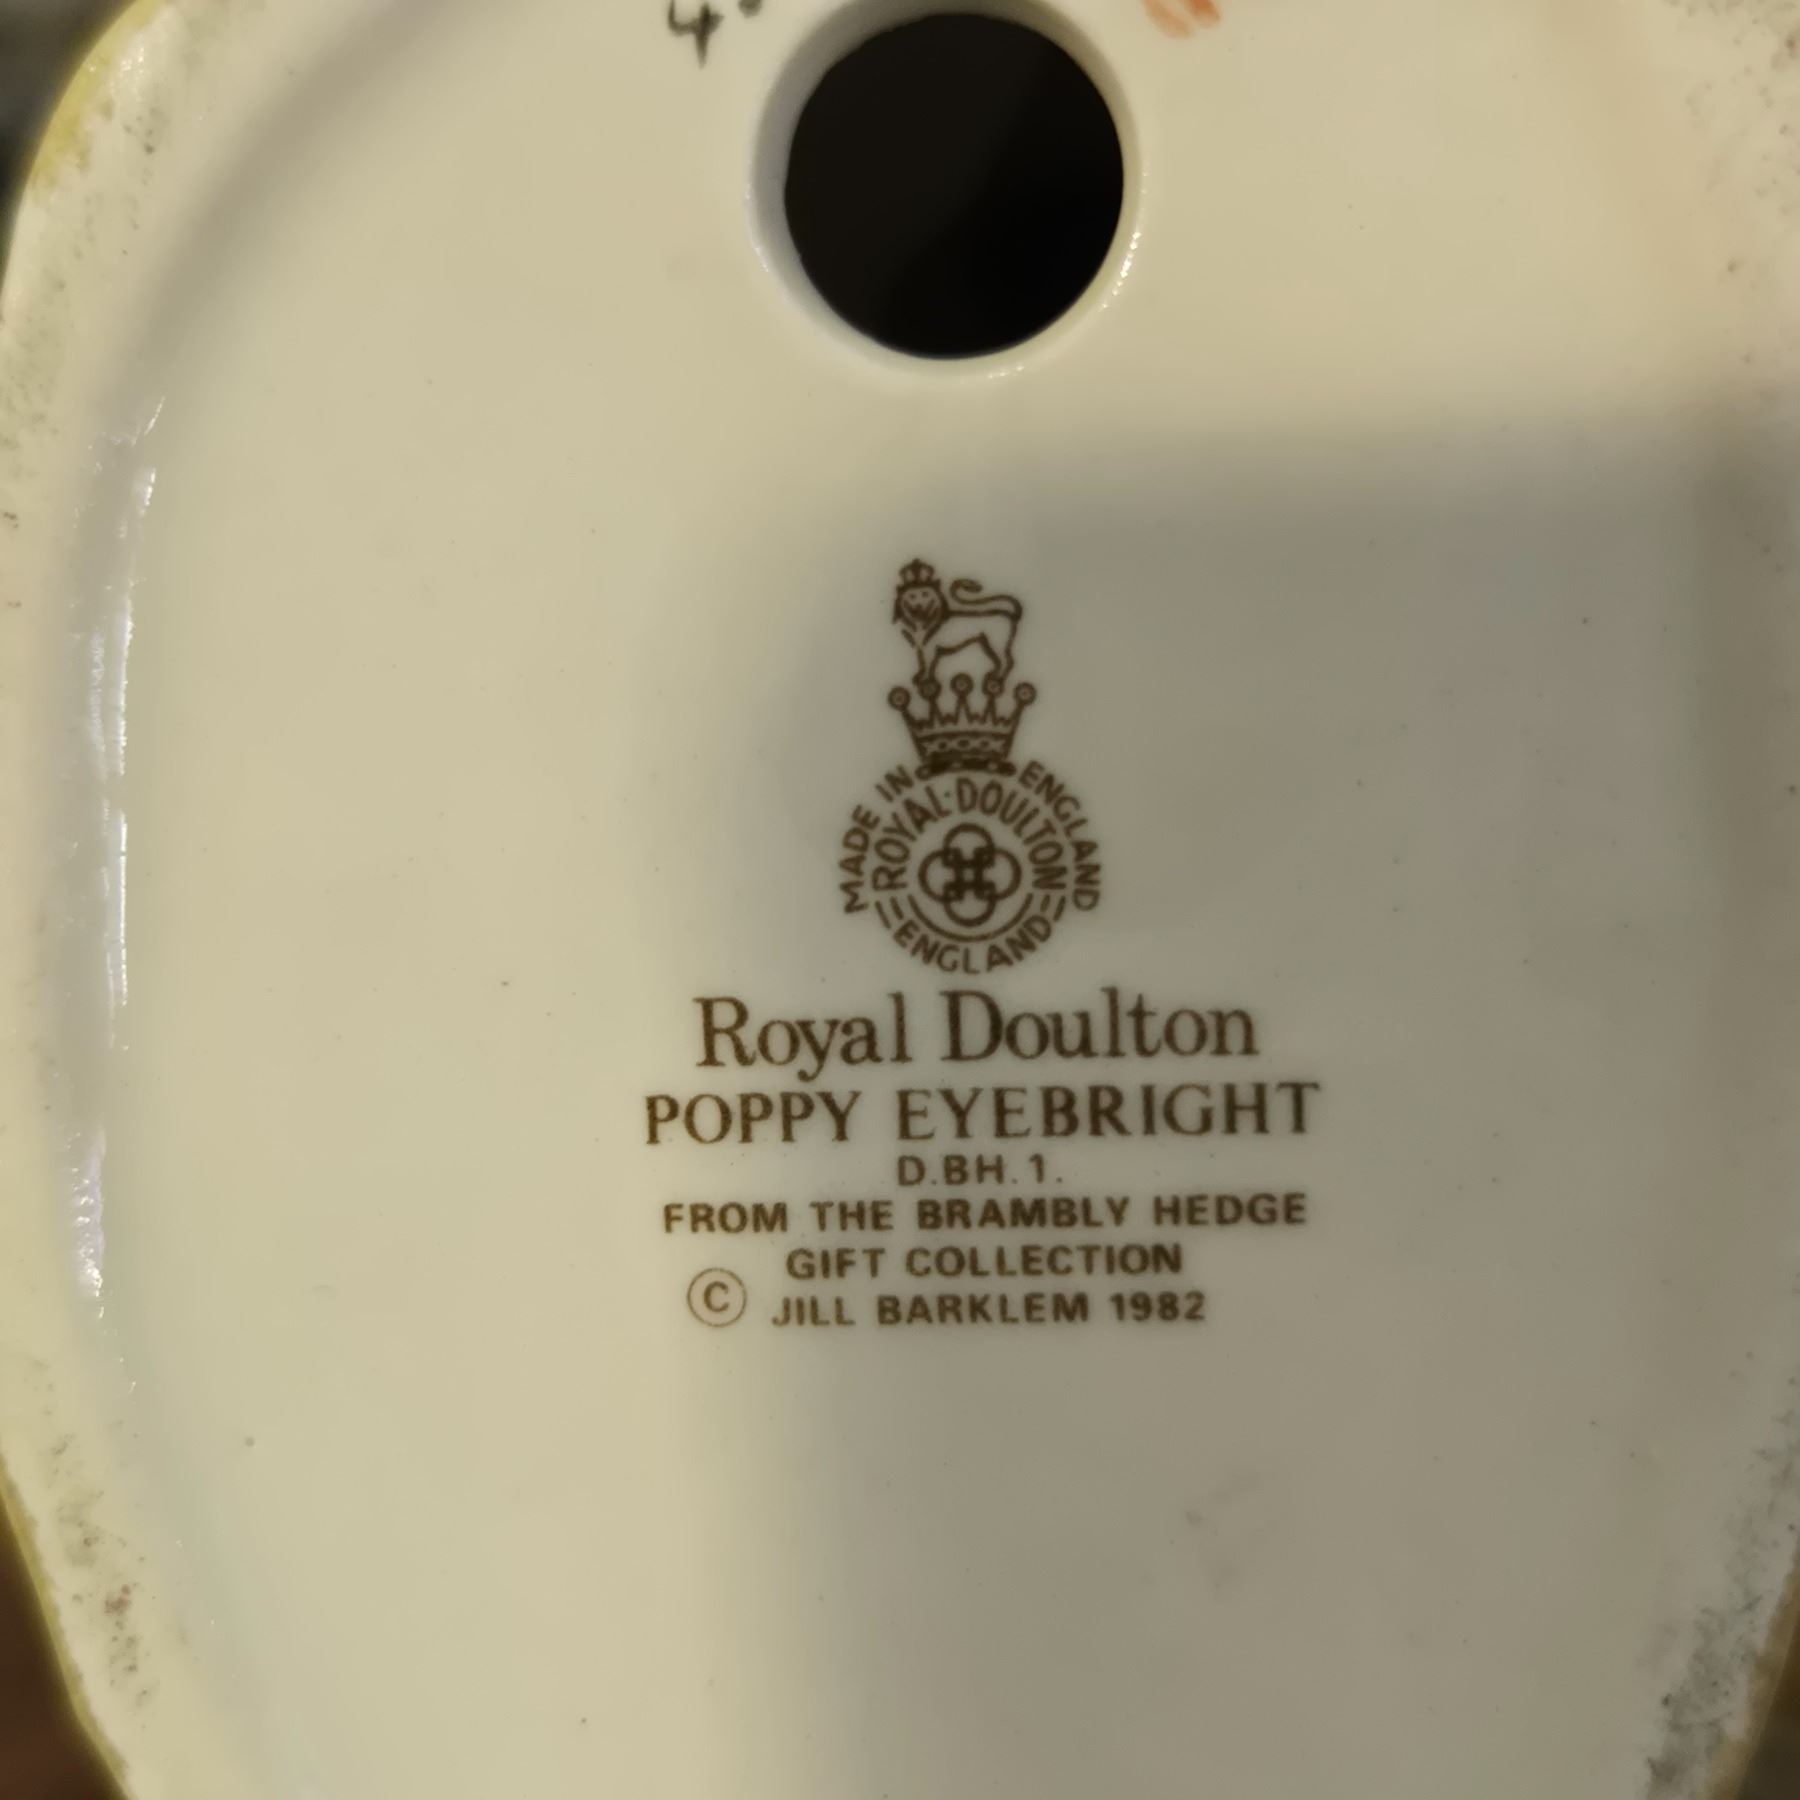 4
MADE IN ENGLAND
ROYAL·DOULTON
ENGLAND
Royal Doulton
POPPY EYEBRIGHT
D.BH.1.
FROM THE BRAMBLY HEDGE
GIFT COLLECTION
© JILL BARKLEM 1982